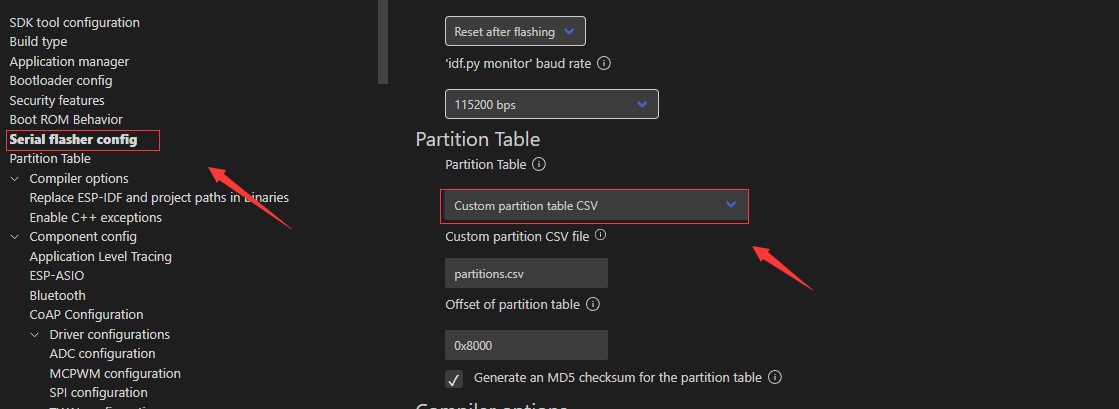 SDK tool configuration
Build type
Application manager
Bootloader config
Security features
Boot ROM Behavior
Serial flasher config
Partition Table
Compiler options
Replace ESP-IDF and project paths in binaries
Enable C++ exceptions
Component config
Application Level Tracing
ESP-ASIO
Bluetooth
CoAP Configuration
Driver configurations
ADC configuration
MCPWM configuration
SPI configuration
Reset after flashing
'idf.py monitor' baud rate
115200 bps
Partition Table
Partition Table
Custom partition table CSV
Custom partition CSV file
partitions.csv
Offset of partition table
0x8000
Generate an MD5 checksum for the partition table
Compiler options